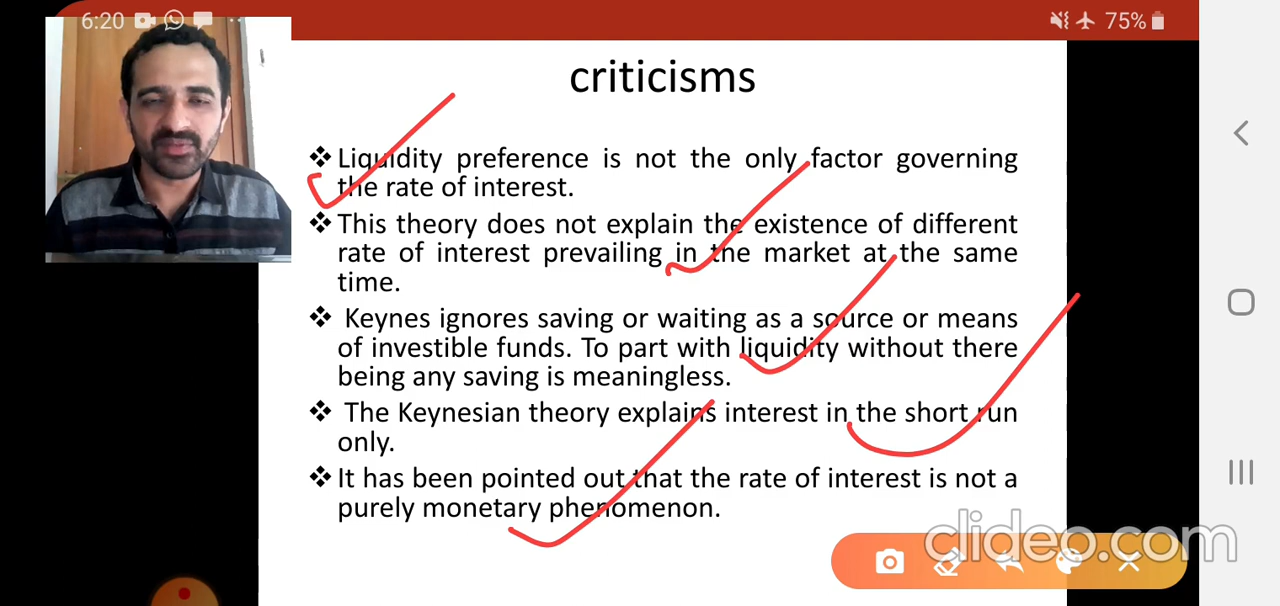 6:20
75%
criticisms
❖ Liquidity preference is not the only factor governing
the rate of interest.
❖ This theory does not explain the existence of different
rate of interest prevailing in the market at the same
time.
❖ Keynes ignores saving or waiting as a source or means
of investible funds. To part with liquidity without there
being any saving is meaningless.
❖ The Keynesian theory explains interest in the short run
only.
❖ It has been pointed out that the rate of interest is not a
purely monetary phenomenon.
clideo.com